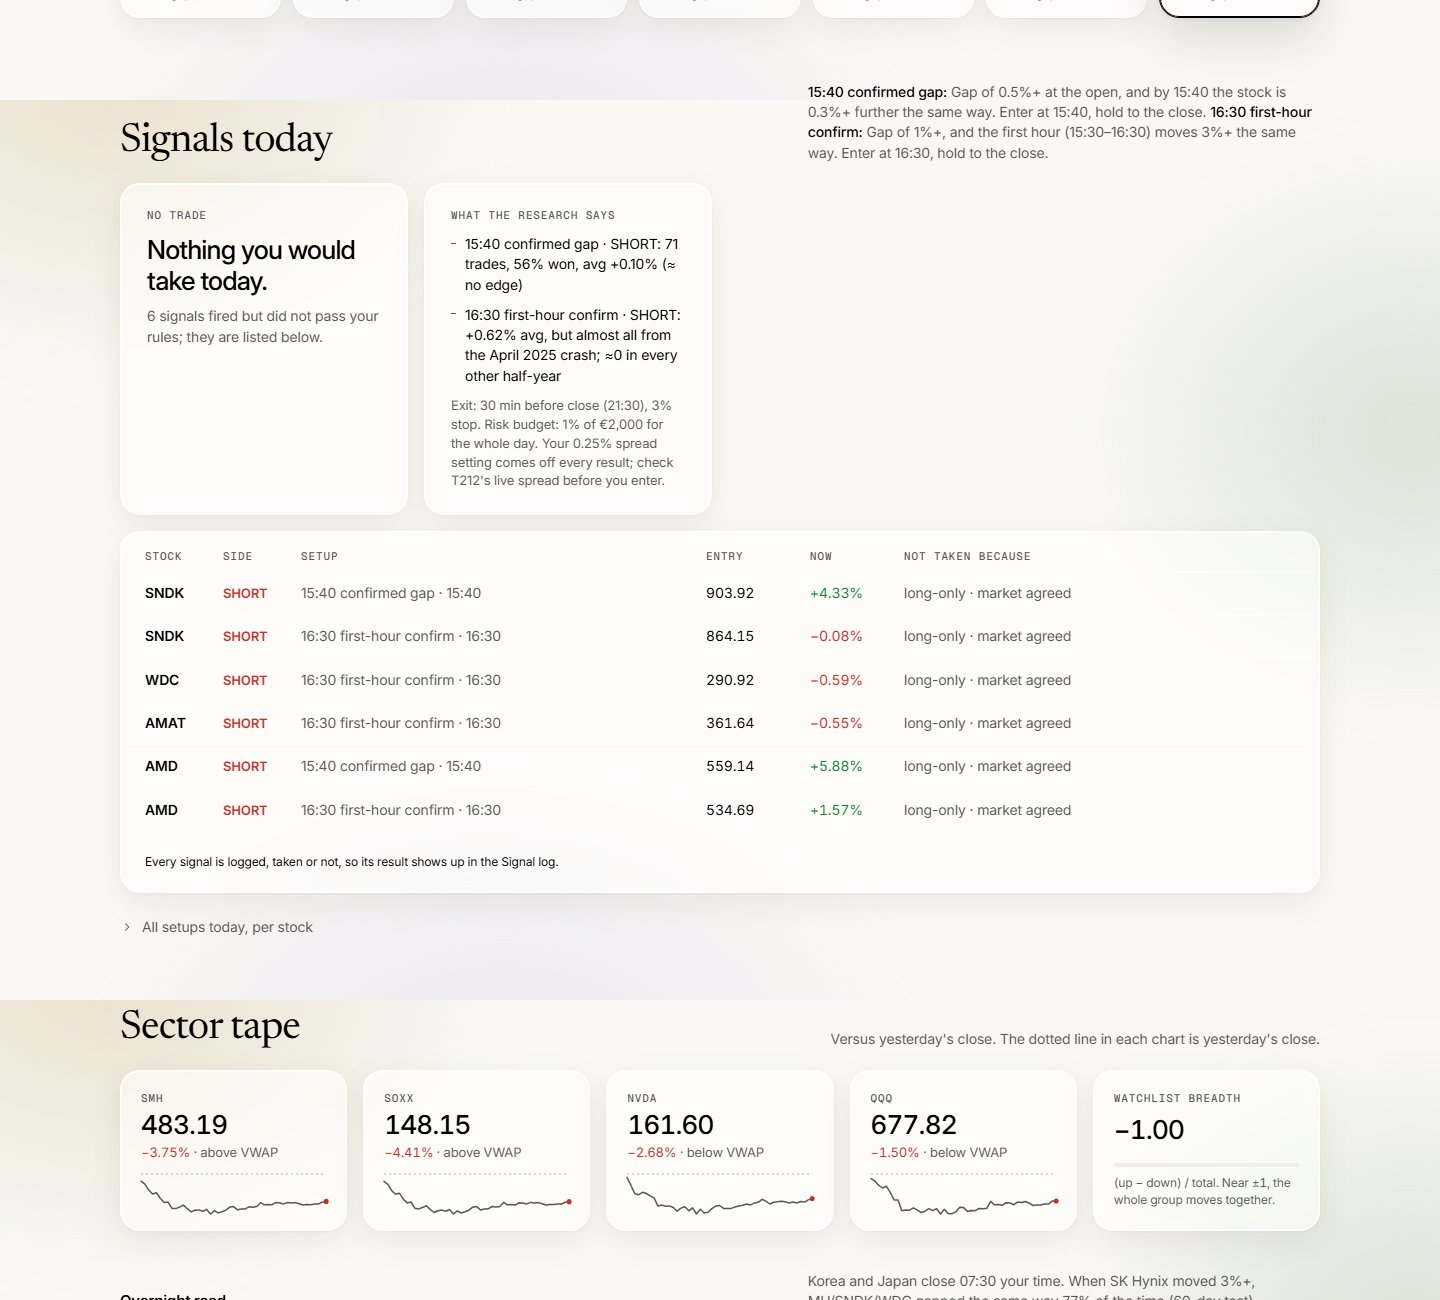 15:40 confirmed gap: Gap of 0.5%+ at the open, and by 15:40 the stock is
0.3%+ further the same way. Enter at 15:40, hold to the close. 16:30 first-hour
confirm: Gap of 1%+, and the first hour (15:30–16:30) moves 3%+ the same
way. Enter at 16:30, hold to the close.
Signals today
NO TRADE
Nothing you would
take today.
6 signals fired but did not pass your
rules; they are listed below.
WHAT THE RESEARCH SAYS
– 15:40 confirmed gap · SHORT: 71
trades, 56% won, avg +0.10% (≈
no edge)
– 16:30 first-hour confirm · SHORT:
+0.62% avg, but almost all from
the April 2025 crash; ≈0 in every
other half-year
Exit: 30 min before close (21:30), 3%
stop. Risk budget: 1% of €2,000 for
the whole day. Your 0.25% spread
setting comes off every result; check
T212's live spread before you enter.
STOCK SIDE SETUP ENTRY NOW NOT TAKEN BECAUSE
SNDK SHORT 15:40 confirmed gap · 15:40 903.92 +4.33% long-only · market agreed
SNDK SHORT 16:30 first-hour confirm · 16:30 864.15 −0.08% long-only · market agreed
WDC SHORT 16:30 first-hour confirm · 16:30 290.92 −0.59% long-only · market agreed
AMAT SHORT 16:30 first-hour confirm · 16:30 361.64 −0.55% long-only · market agreed
AMD SHORT 15:40 confirmed gap · 15:40 559.14 +5.88% long-only · market agreed
AMD SHORT 16:30 first-hour confirm · 16:30 534.69 +1.57% long-only · market agreed
Every signal is logged, taken or not, so its result shows up in the Signal log.
All setups today, per stock
Sector tape
Versus yesterday's close. The dotted line in each chart is yesterday's close.
SMH
483.19
−3.75% · above VWAP
SOXX
148.15
−4.41% · above VWAP
NVDA
161.60
−2.68% · below VWAP
QQQ
677.82
−1.50% · below VWAP
WATCHLIST BREADTH
−1.00
(up − down) / total. Near ±1, the
whole group moves together.
Korea and Japan close 07:30 your time. When SK Hynix moved 3%+,
Overnight read